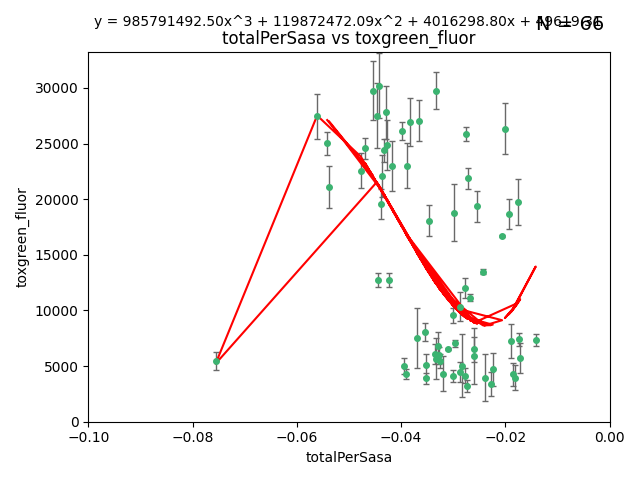 y = 985791492.50x^3 + 119872472.09x^2 + 4016298.80x +
N = 66
totalPerSasa vs toxgreen_fluor
30000
25000
20000
15000
10000
5000
0
toxgreen_fluor
−0.10 −0.08 −0.06 −0.04 −0.02 0.00
totalPerSasa